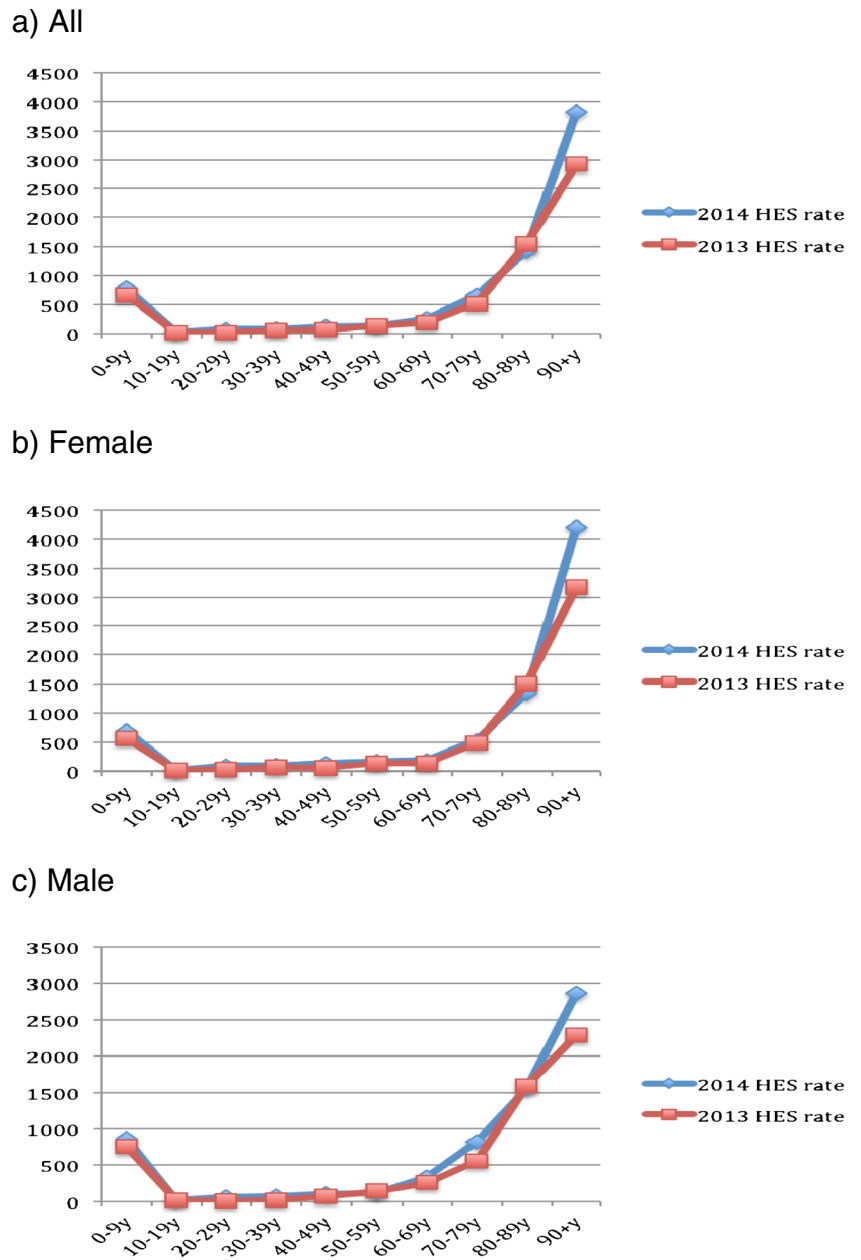 a) All
4500
4000
3500
3000
2500
2000
1500
1000
500
0
0-9y
10-19y
20-29y
30-39y
40-49y
50-59y
60-69y
70-79y
80-89y
90+y
2014 HES rate
2013 HES rate
b) Female
4500
4000
3500
3000
2500
2000
1500
1000
500
0
0-9y
10-19y
20-29y
30-39y
40-49y
50-59y
60-69y
70-79y
80-89y
90+y
2014 HES rate
2013 HES rate
c) Male
3500
3000
2500
2000
1500
1000
500
0
0-9y
10-19y
20-29y
30-39y
40-49y
50-59y
60-69y
70-79y
80-89y
90+y
2014 HES rate
2013 HES rate